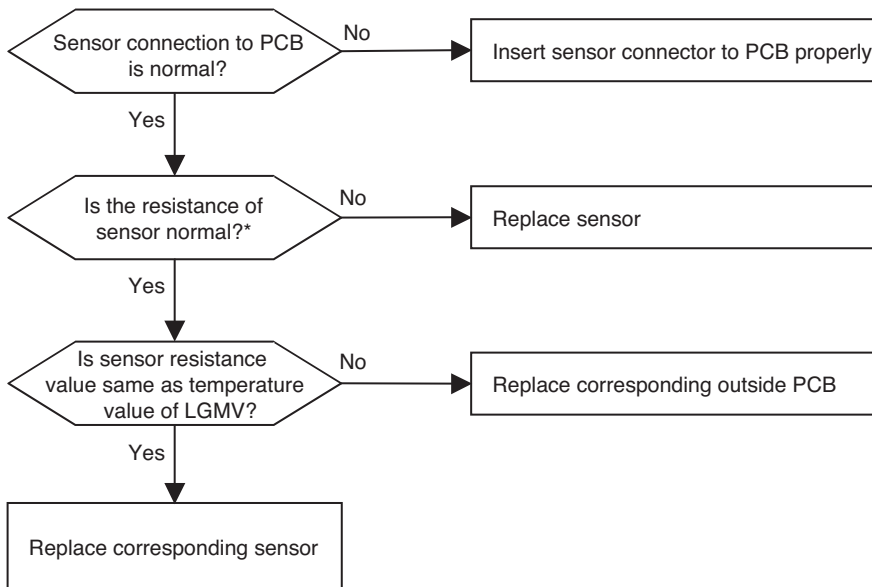 Sensor connection to PCB
is normal?
No
Insert sensor connector to PCB properly
Yes
Is the resistance of
sensor normal?*
No
Replace sensor
Yes
Is sensor resistance
value same as temperature
value of LGMV?
No
Replace corresponding outside PCB
Yes
Replace corresponding sensor